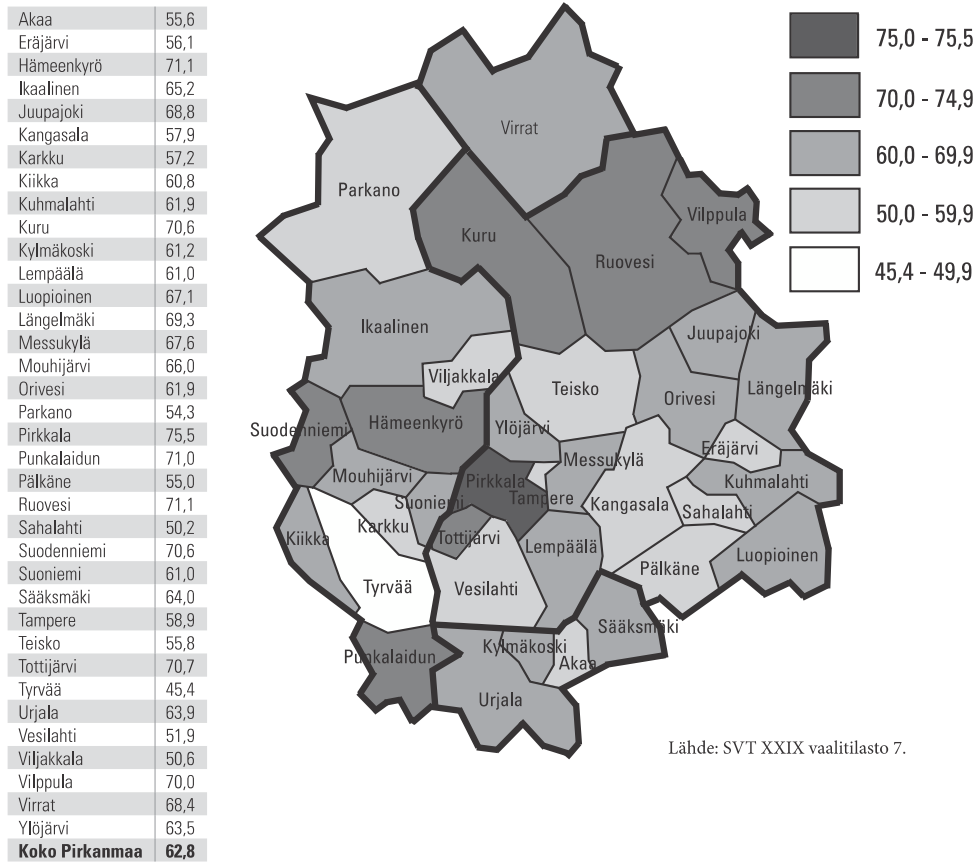 Akaa 55,6
Eräjärvi 56,1
Hämeenkyrö 71,1
Ikaalinen 65,2
Juupajoki 68,8
Kangasala 57,9
Karkku 57,2
Kiikka 60,8
Kuhmalahti 61,9
Kuru 70,6
Kylmäkoski 61,2
Lempäälä 61,0
Luopioinen 67,1
Längelmäki 69,3
Messukylä 67,6
Mouhijärvi 66,0
Orivesi 61,9
Parkano 54,3
Pirkkala 75,5
Punkalaidun 71,0
Pälkäne 55,0
Ruovesi 71,1
Sahalahti 50,2
Suodenniemi 70,6
Suoniemi 61,0
Sääksmäki 64,0
Tampere 58,9
Teisko 55,8
Tottijärvi 70,7
Tyrvää 45,4
Urjala 63,9
Vesilahti 51,9
Viljakkala 50,6
Vilppula 70,0
Virrat 68,4
Ylöjärvi 63,5
Koko Pirkanmaa 62,8
Virrat
Parkano
Vilppula
Kuru
Ruovesi
Ikaalinen
Juupajoki
Viljakkala
Teisko
Längelmäki
Orivesi
Hämeenkyrö
Suodenniemi
Ylöjärvi
Eräjärvi
Messukylä
Mouhijärvi
Pirkkala
Kuhmalahti
Tampere
Suoniemi
Kangasala
Sahalahti
Karkku
Kiikka
Tottijärvi
Lempäälä
Luopioinen
Pälkäne
Tyrvää
Vesilahti
Sääksmäki
Kylmäkoski
Punkalaidun
Akaa
Urjala
75,0 - 75,5
70,0 - 74,9
60,0 - 69,9
50,0 - 59,9
45,4 - 49,9
Lähde: SVT XXIX vaalitilasto 7.